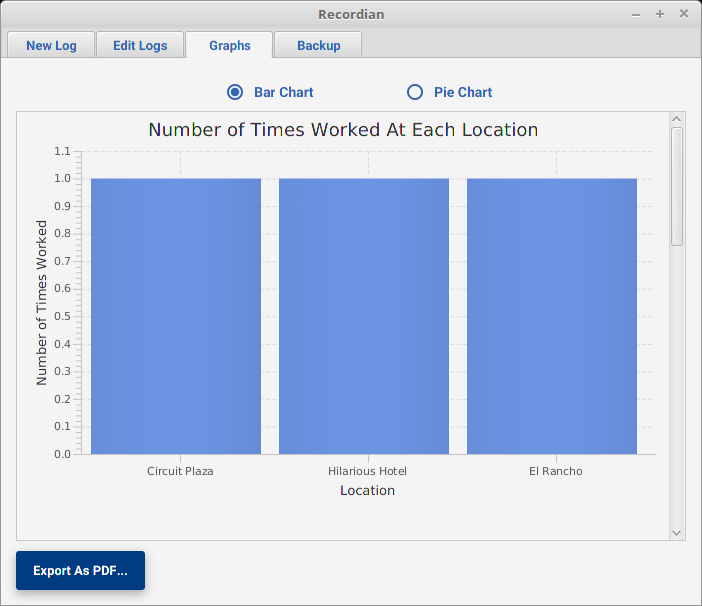 Recordian
New Log Edit Logs Graphs Backup
Bar Chart Pie Chart
Number of Times Worked At Each Location
Number of Times Worked
1.1
1.0
0.9
0.8
0.7
0.6
0.5
0.4
0.3
0.2
0.1
0.0
Circuit Plaza Hilarious Hotel El Rancho
Location
Export As PDF...